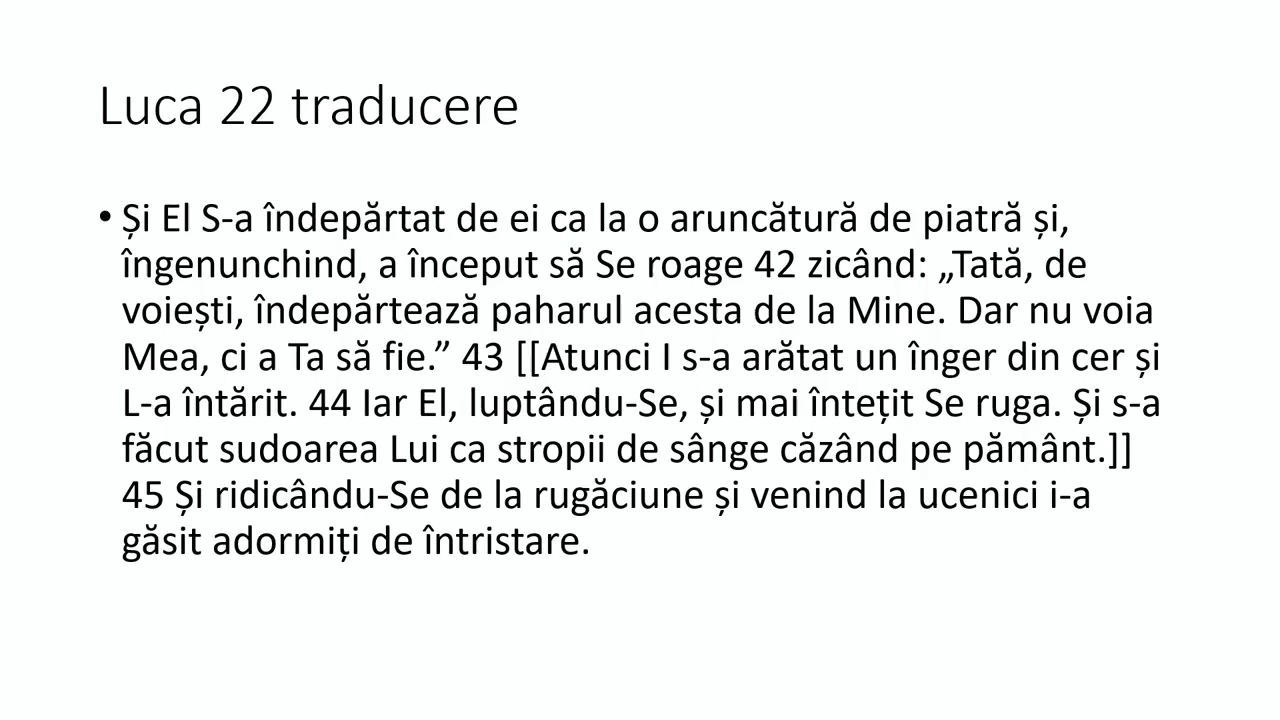 Luca 22 traducere
• Și El S-a îndepărtat de ei ca la o aruncătură de piatră și,
îngenunchind, a început să Se roage 42 zicând: „Tată, de
voiești, îndepărtează paharul acesta de la Mine. Dar nu voia
Mea, ci a Ta să fie.” 43 [[Atunci I s-a arătat un înger din cer și
L-a întărit. 44 Iar El, luptându-Se, și mai întețit Se ruga. Și s-a
făcut sudoarea Lui ca stropii de sânge căzând pe pământ.]]
45 Și ridicându-Se de la rugăciune și venind la ucenici i-a
găsit adormiți de întristare.